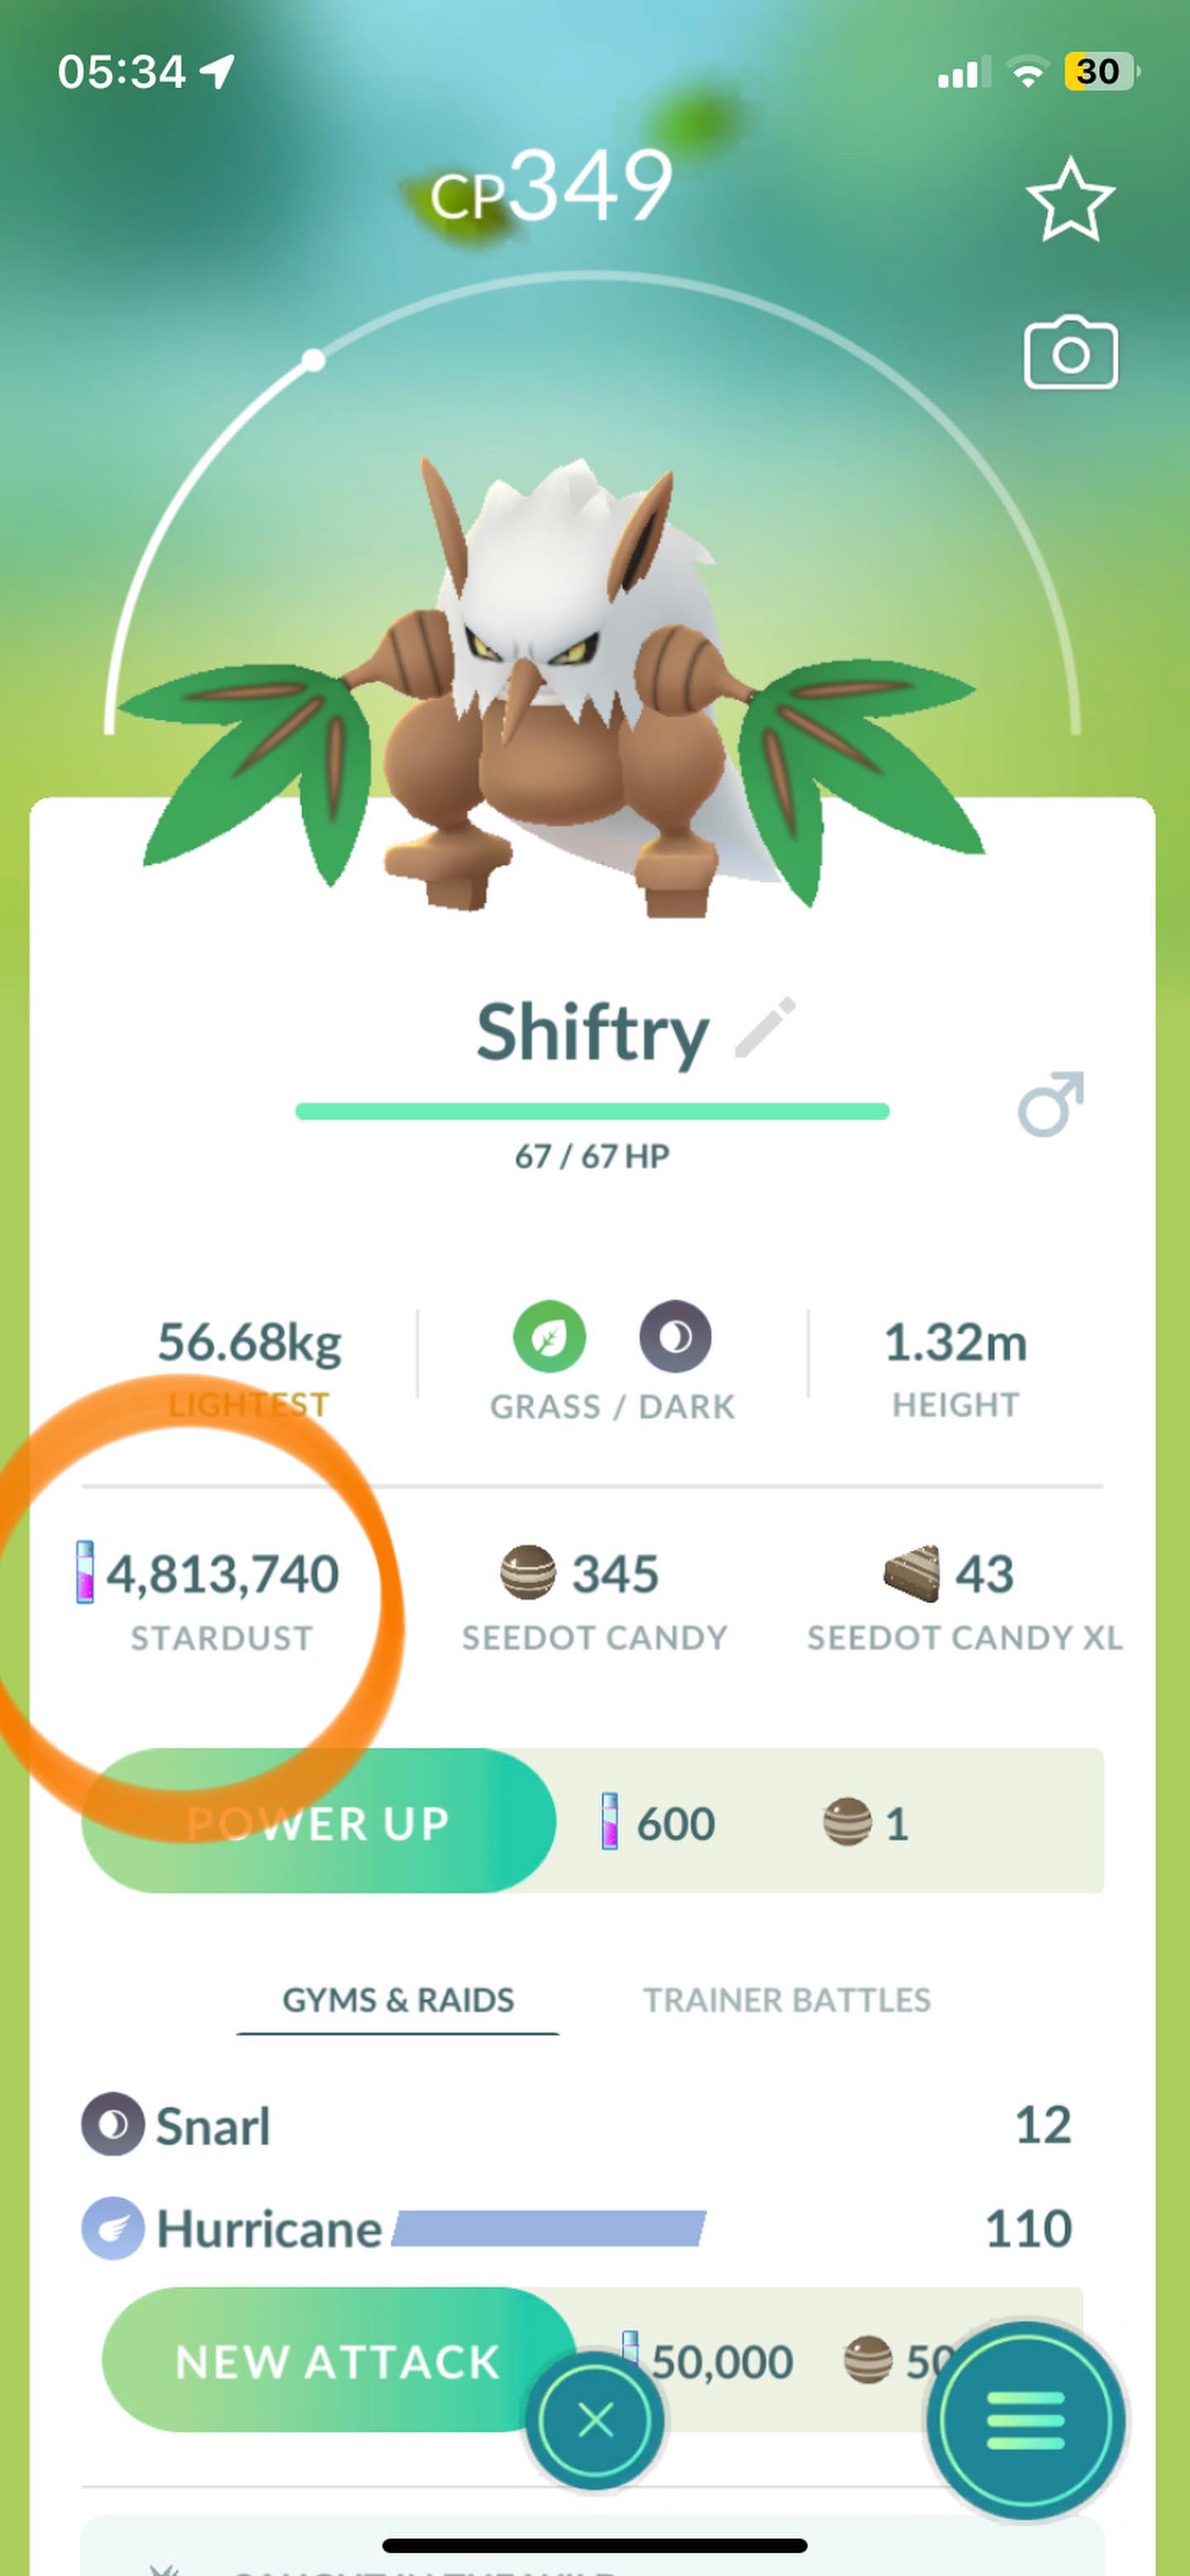 05:34
30
CP349
Shiftry
67 / 67 HP
56.68kg
LIGHTEST
GRASS / DARK
1.32m
HEIGHT
4,813,740
STARDUST
345
SEEDOT CANDY
43
SEEDOT CANDY XL
POWER UP 600 1
GYMS & RAIDS TRAINER BATTLES
Snarl 12
Hurricane 110
NEW ATTACK 50,000 50